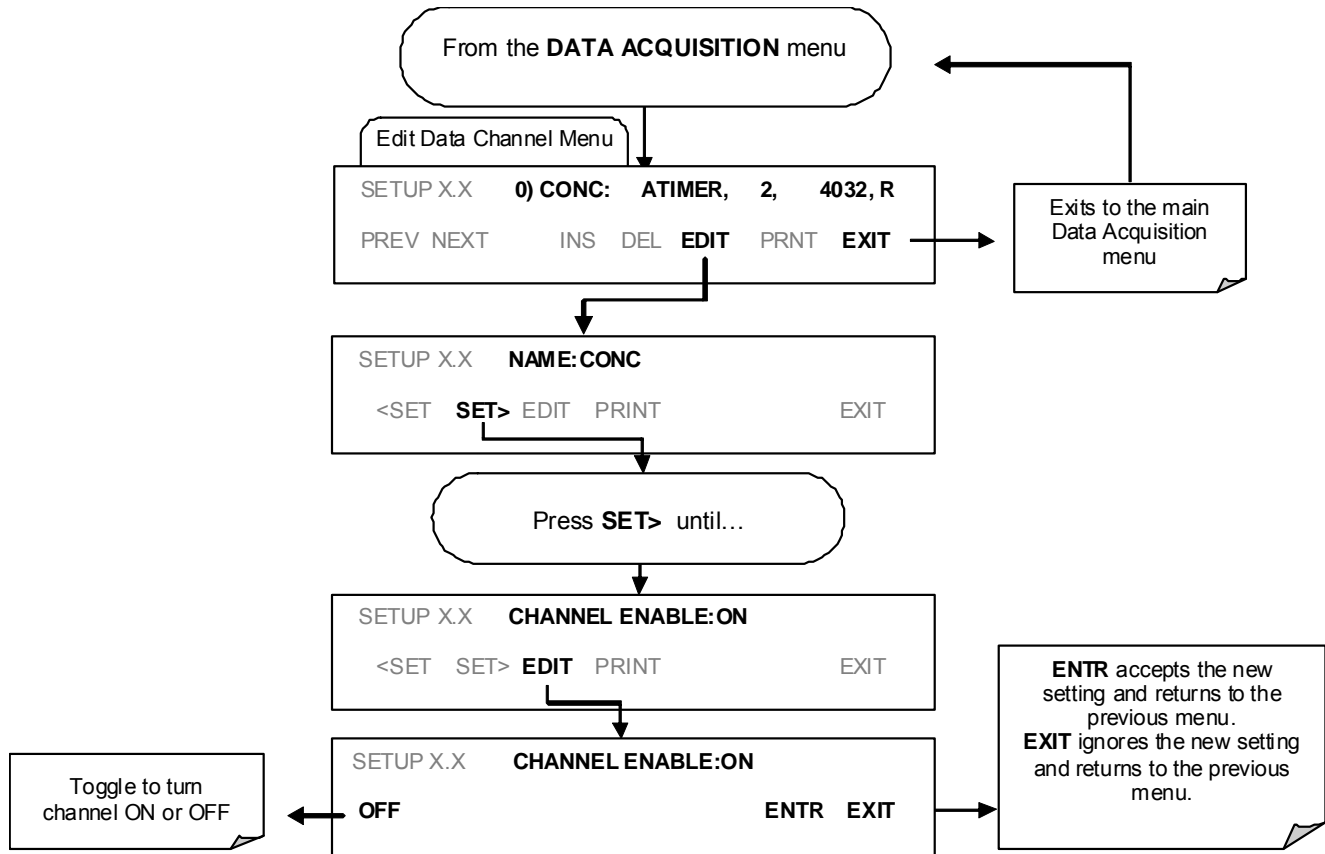 From the DATA ACQUISITION menu
Edit Data Channel Menu
SETUP X.X 0) CONC: ATIMER, 2, 4032, R
PREV NEXT INS DEL EDIT PRNT EXIT
Exits to the main
Data Acquisition
menu
SETUP X.X NAME:CONC
<SET SET> EDIT PRINT EXIT
Press SET> until…
SETUP X.X CHANNEL ENABLE:ON
<SET SET> EDIT PRINT EXIT
ENTR accepts the new
setting and returns to the
previous menu.
EXIT ignores the new setting
and returns to the previous
menu.
SETUP X.X CHANNEL ENABLE:ON
OFF ENTR EXIT
Toggle to turn
channel ON or OFF